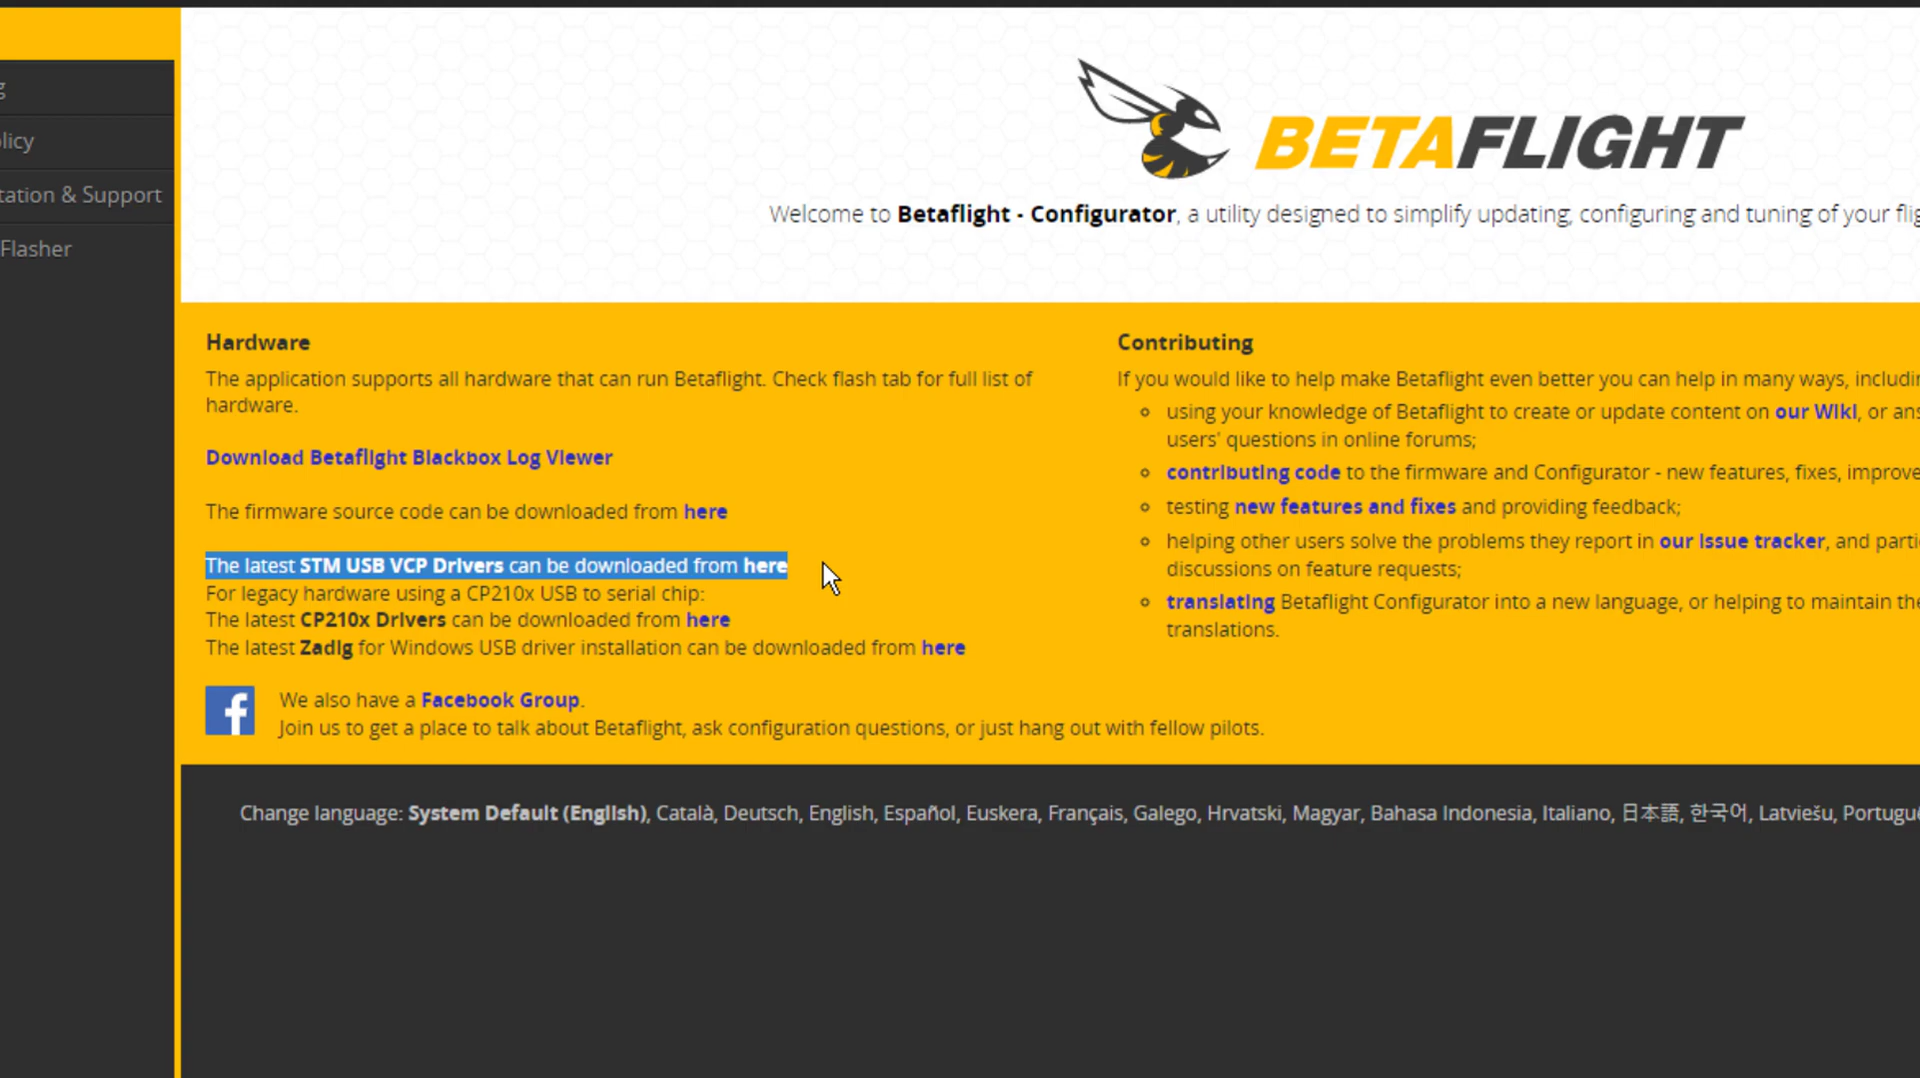 g
licy
tation & Support
Flasher
BETAFLIGHT
Welcome to Betaflight - Configurator, a utility designed to simplify updating, configuring and tuning of your flig
Hardware
The application supports all hardware that can run Betaflight. Check flash tab for full list of
hardware.
Download Betaflight Blackbox Log Viewer
The firmware source code can be downloaded from here
The latest STM USB VCP Drivers can be downloaded from here
For legacy hardware using a CP210x USB to serial chip:
The latest CP210x Drivers can be downloaded from here
The latest Zadig for Windows USB driver installation can be downloaded from here
f
We also have a Facebook Group.
Join us to get a place to talk about Betaflight, ask configuration questions, or just hang out with fellow pilots.
Contributing
If you would like to help make Betaflight even better you can help in many ways, includin
using your knowledge of Betaflight to create or update content on our Wiki, or ans
users' questions in online forums;
contributing code to the firmware and Configurator - new features, fixes, improve
testing new features and fixes and providing feedback;
helping other users solve the problems they report in our issue tracker, and parti
discussions on feature requests;
translating Betaflight Configurator into a new language, or helping to maintain the
translations.
Change language: System Default (English), Català, Deutsch, English, Español, Euskera, Français, Galego, Hrvatski, Magyar, Bahasa Indonesia, Italiano, 日本語, 한국어, Latviešu, Portuguê